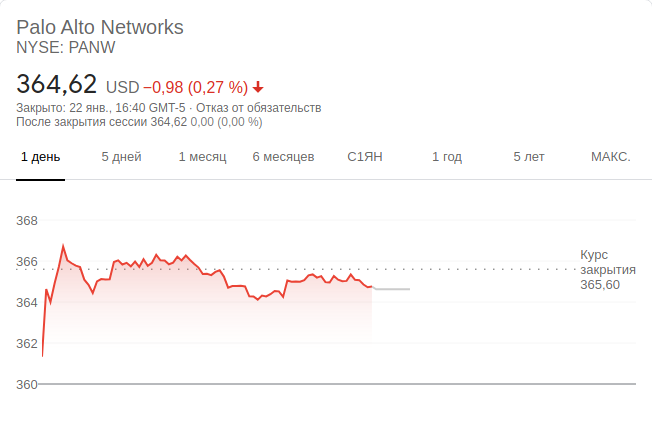 Palo Alto Networks
NYSE: PANW
364,62 USD −0,98 (0,27 %)
Закрыто: 22 янв., 16:40 GMT-5 · Отказ от обязательств
После закрытия сессии 364,62 0,00 (0,00 %)
1 день 5 дней 1 месяц 6 месяцев С1ЯН 1 год 5 лет МАКС.
368
366
364
362
360
Курс
закрытия
365,60